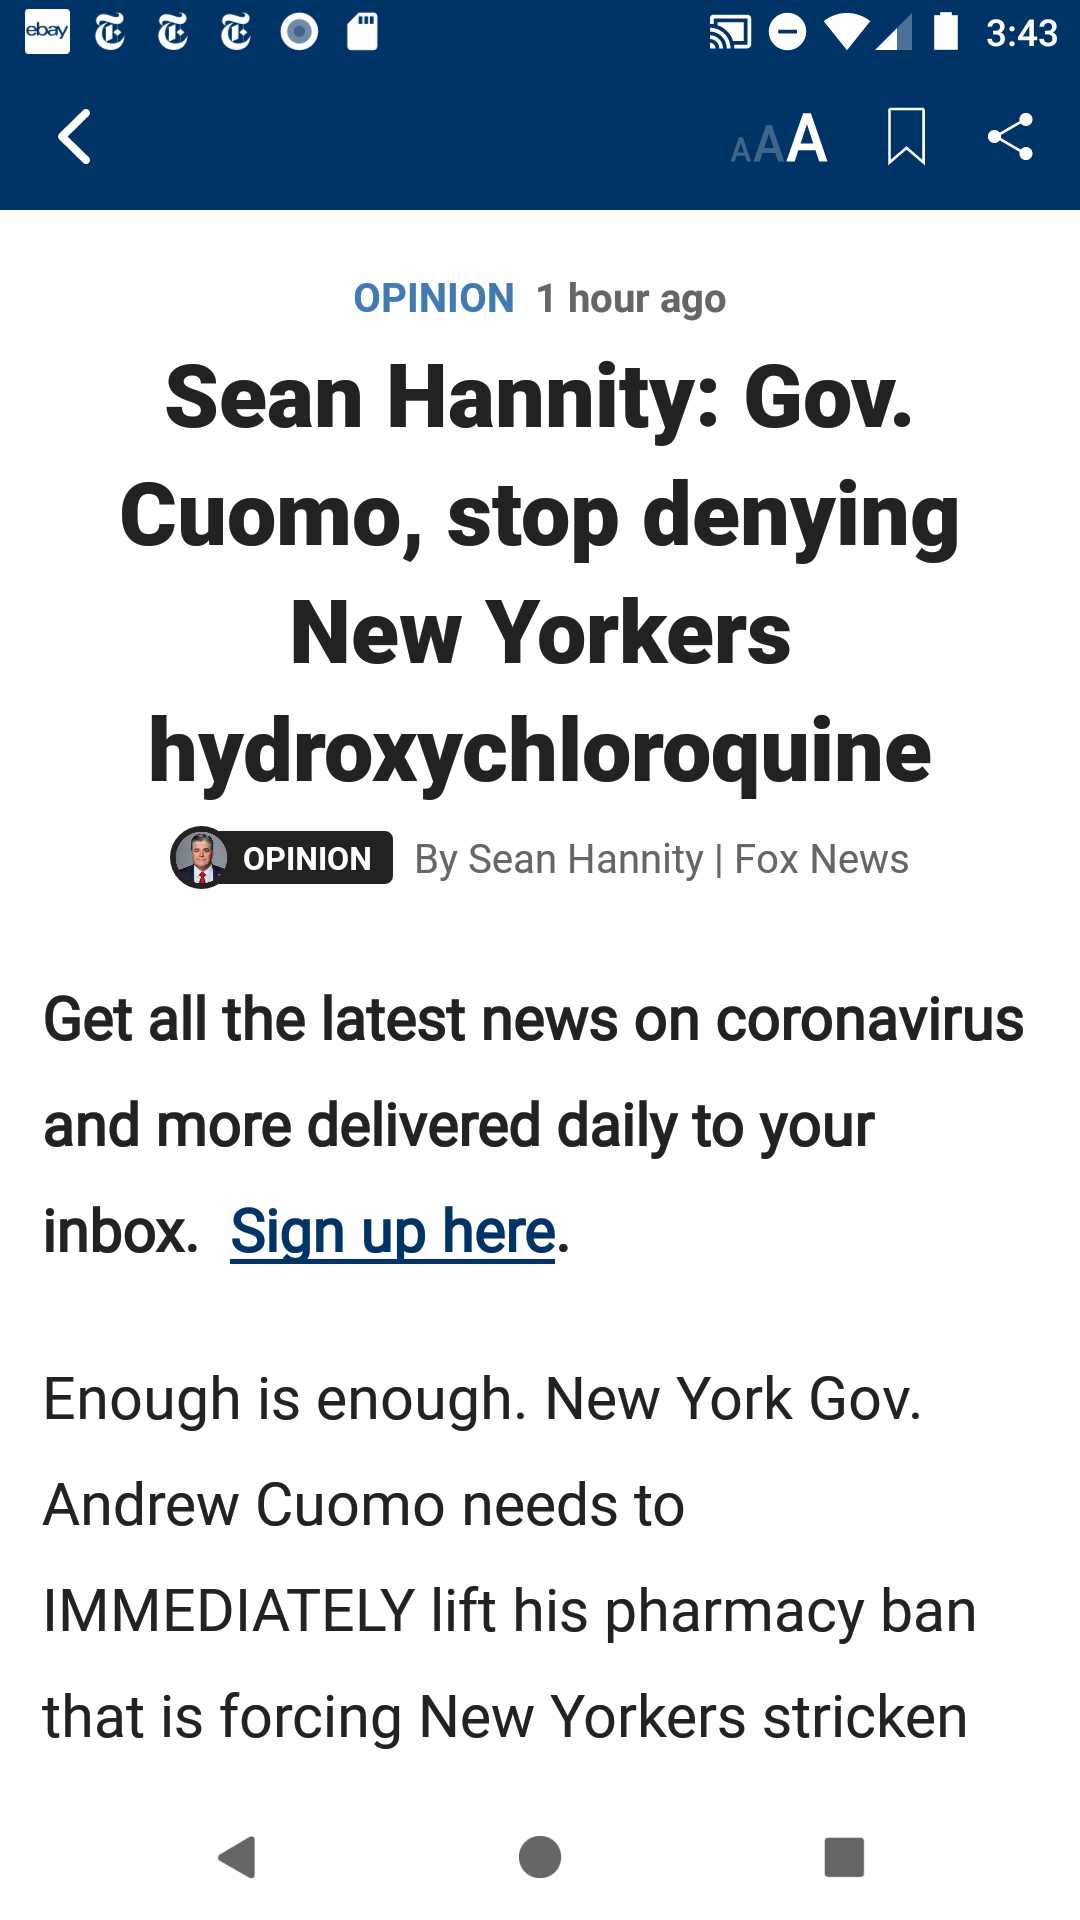 ebay 3:43
A A A
OPINION 1 hour ago
Sean Hannity: Gov.
Cuomo, stop denying
New Yorkers
hydroxychloroquine
OPINION By Sean Hannity | Fox News
Get all the latest news on coronavirus
and more delivered daily to your
inbox. Sign up here.
Enough is enough. New York Gov.
Andrew Cuomo needs to
IMMEDIATELY lift his pharmacy ban
that is forcing New Yorkers stricken